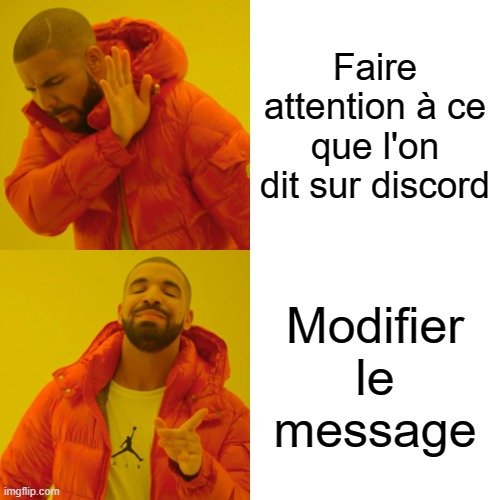 Faire
attention à ce
que l'on
dit sur discord
Modifier
le
message
imgflip.com